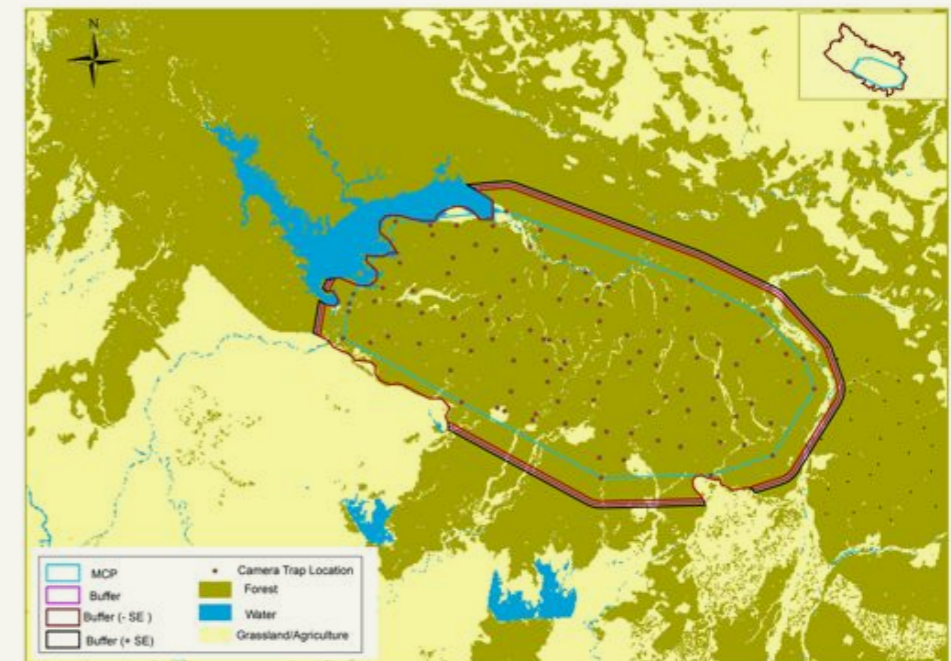 N
MCP
Buffer
Buffer (- SE )
Buffer (+ SE)
Camera Trap Location
Forest
Water
Grassland/Agriculture